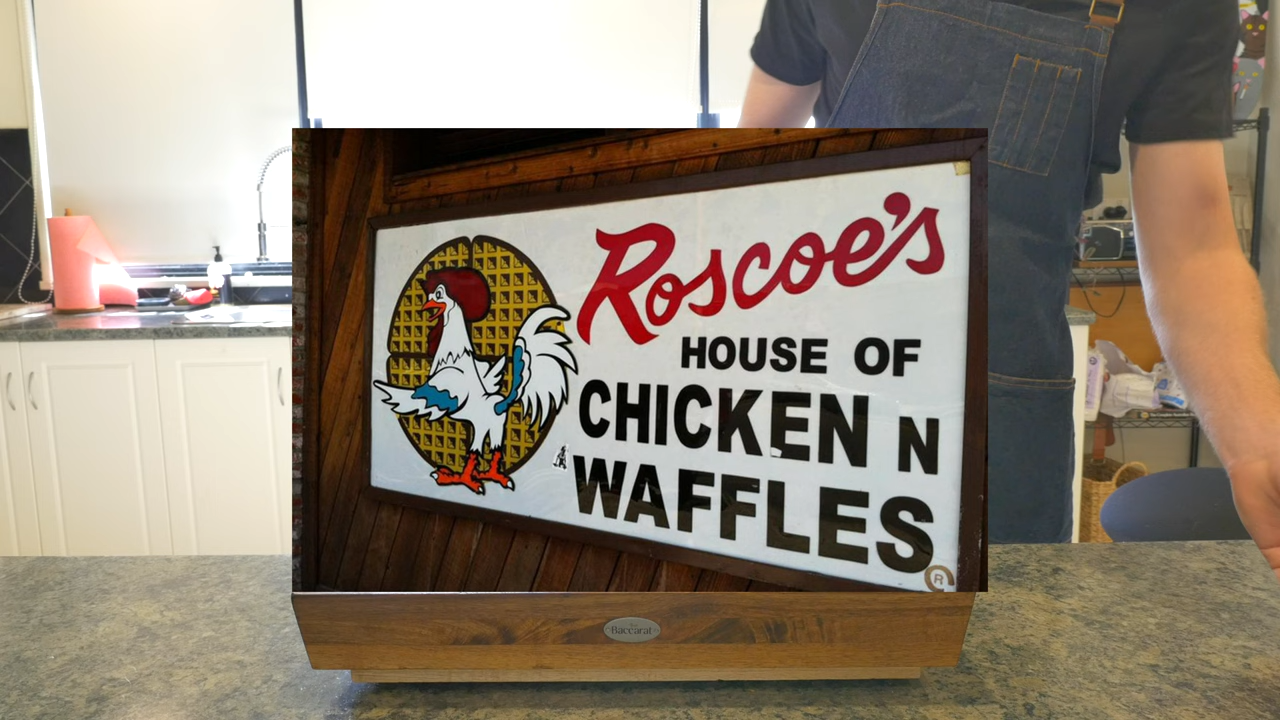 Roscoe's
HOUSE OF
CHICKEN N
WAFFLES
R
Baccarat